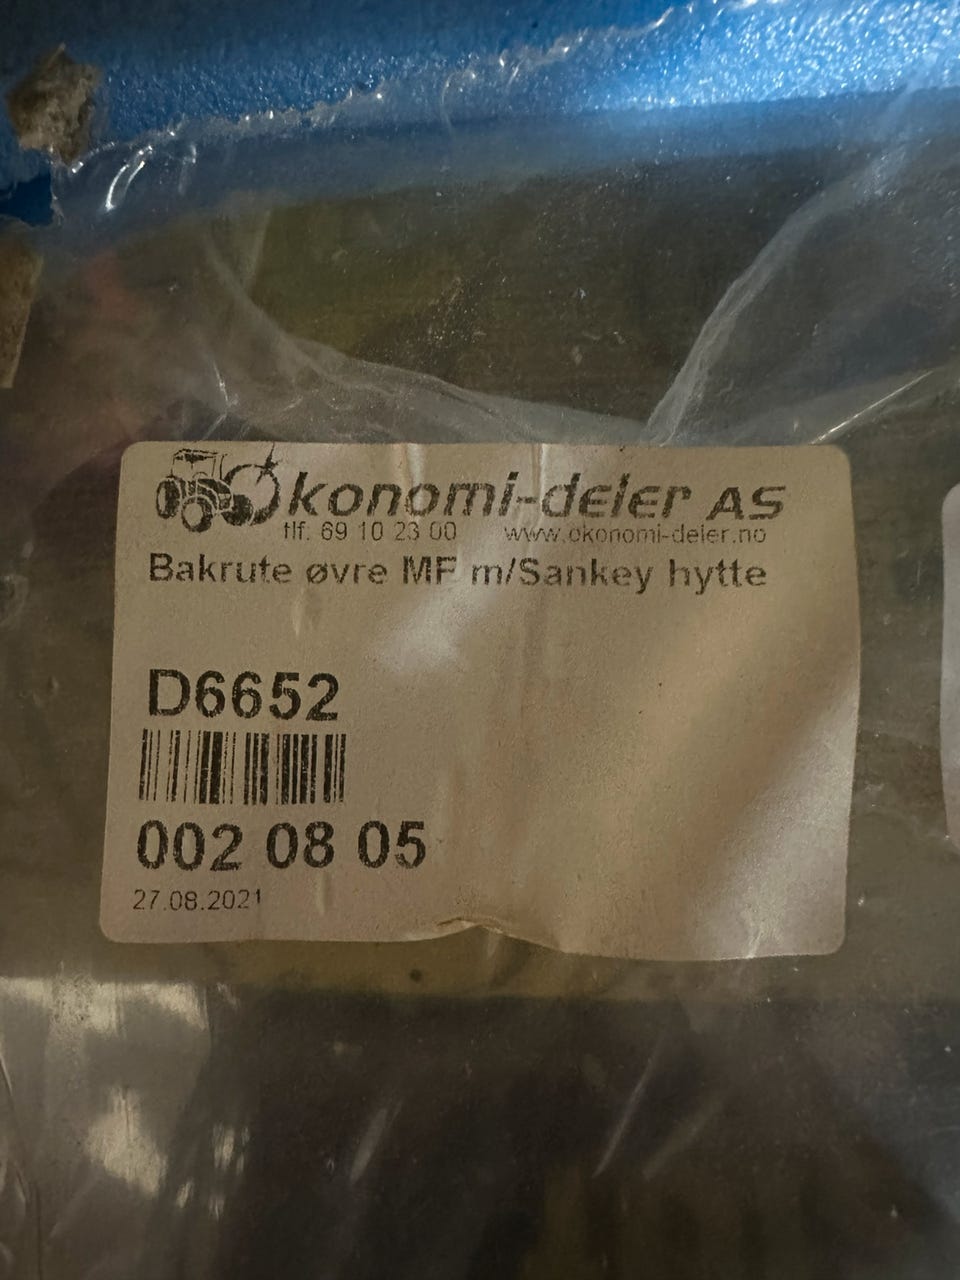 Økonomi-deler AS
tlf: 69 10 23 00 www.okonomi-deler.no
Bakrute øvre MF m/Sankey hytte
D6652
002 08 05
27.08.2021